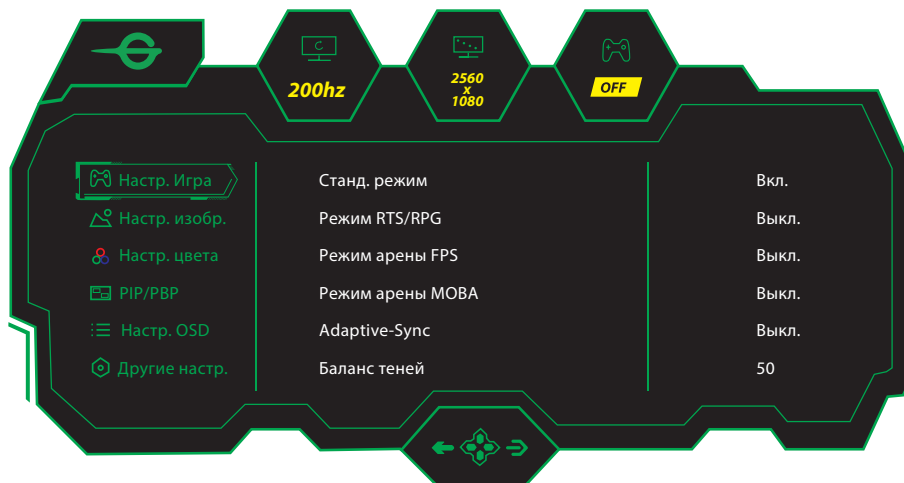 200hz
2560
x
1080
OFF
Настр. Игра
Станд. режим
Вкл.
Настр. изобр.
Режим RTS/RPG
Выкл.
Настр. цвета
Режим арены FPS
Выкл.
PIP/PBP
Режим арены MOBA
Выкл.
Настр. OSD
Adaptive-Sync
Выкл.
Другие настр.
Баланс теней
50